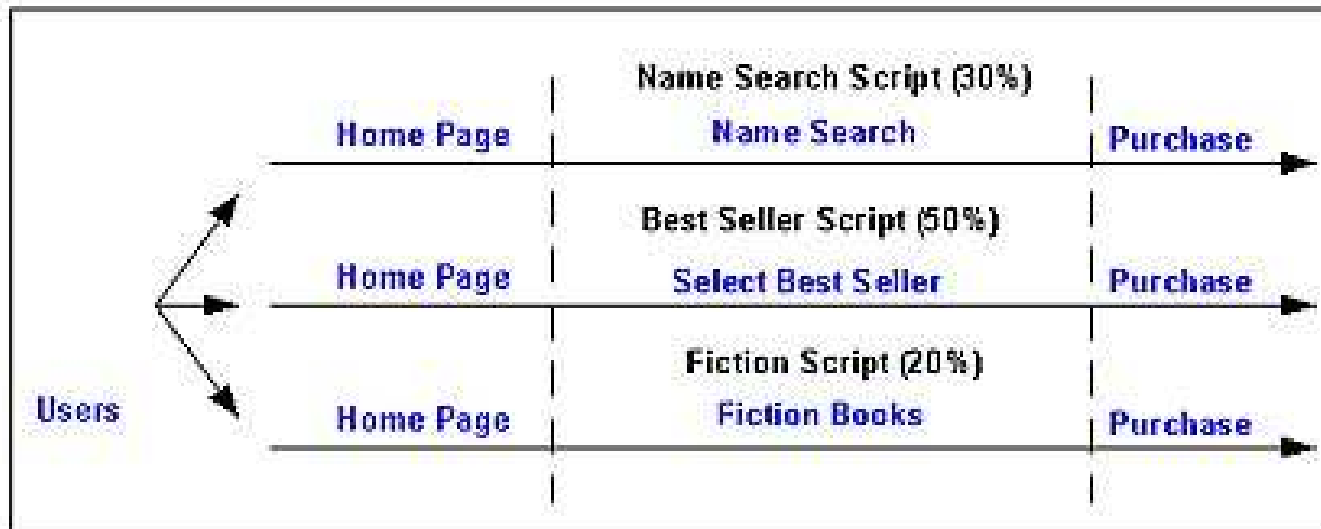 Name Search Script (30%)
Home Page Name Search Purchase
Best Seller Script (50%)
Home Page Select Best Seller Purchase
Fiction Script (20%)
Users Home Page Fiction Books Purchase